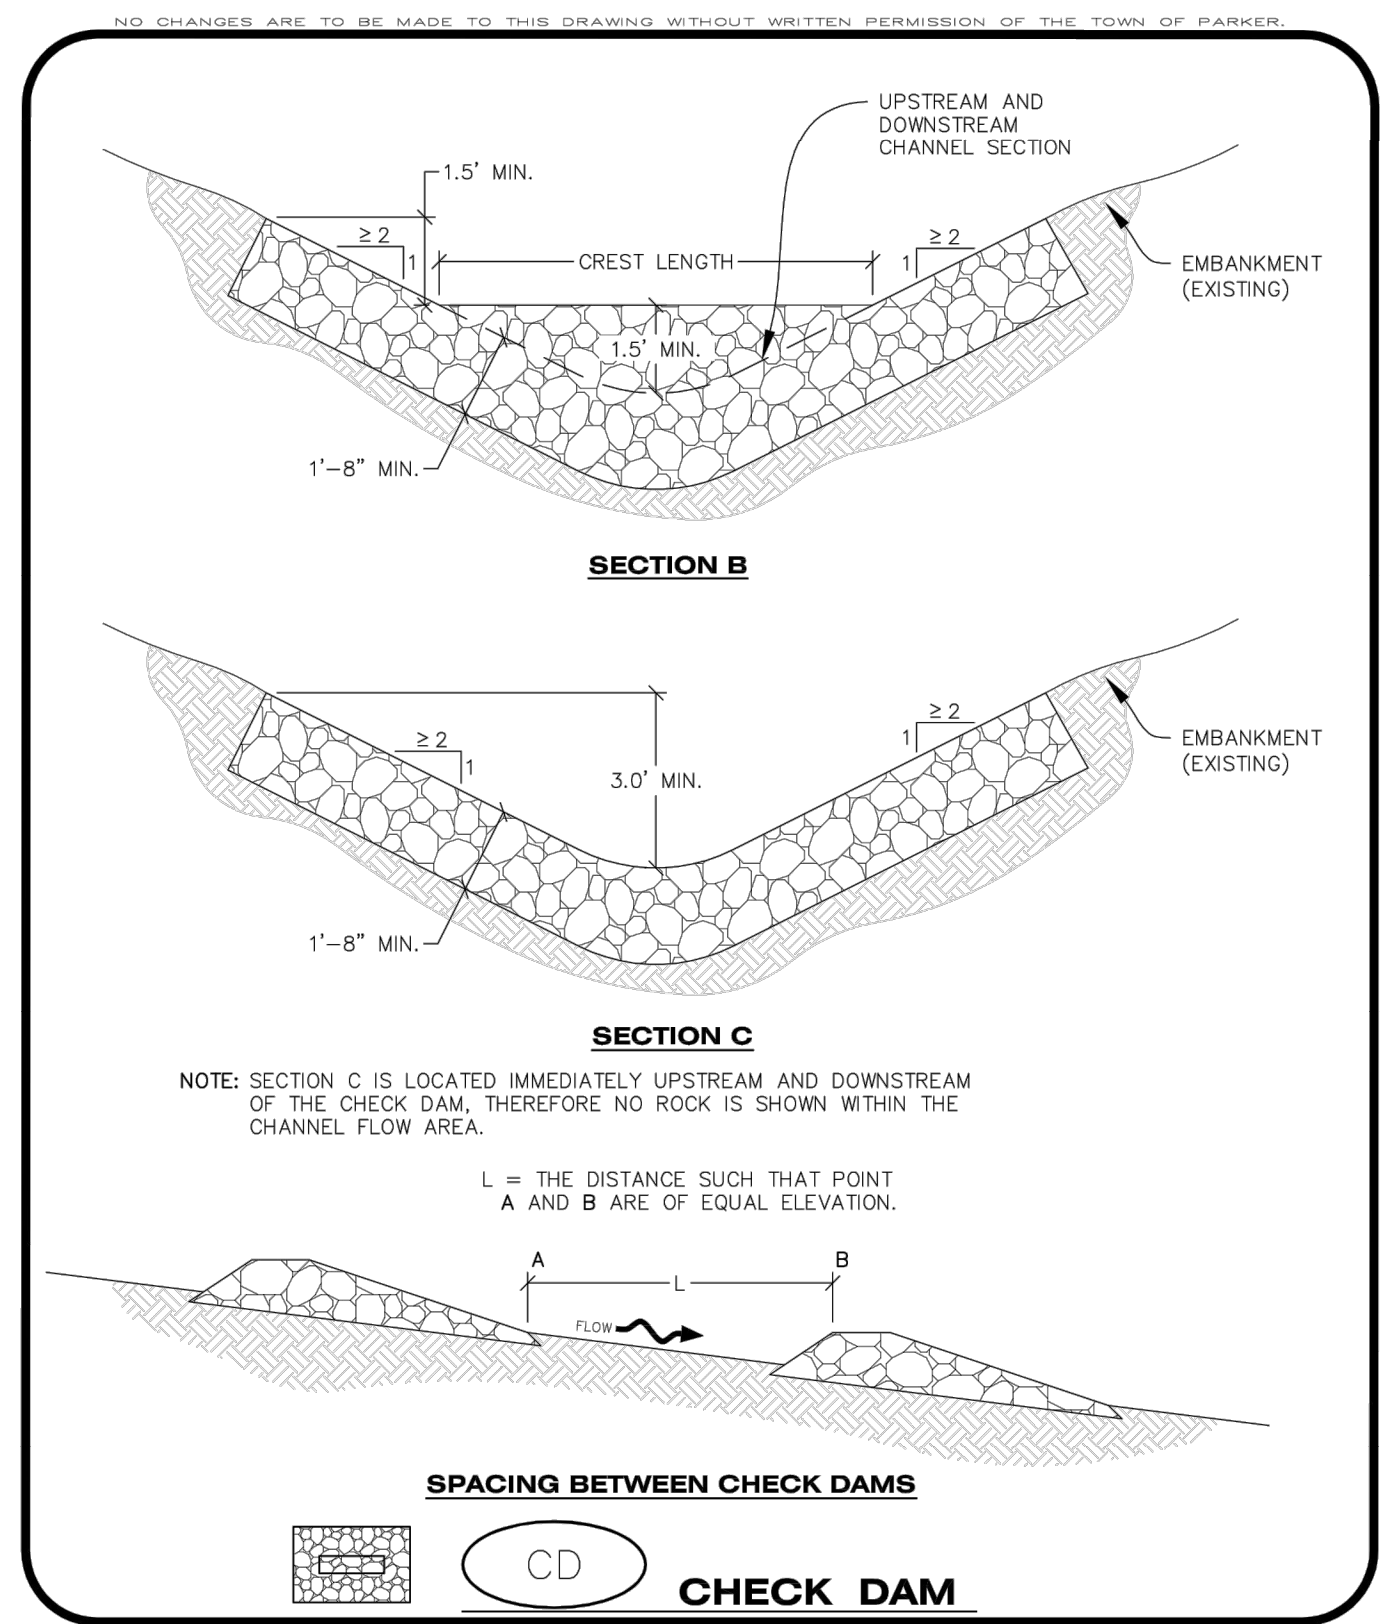 NO CHANGES ARE TO BE MADE TO THIS DRAWING WITHOUT WRITTEN PERMISSION OF THE TOWN OF PARKER.
UPSTREAM AND
DOWNSTREAM
CHANNEL SECTION
1.5' MIN.
≥ 2
1
CREST LENGTH
≥ 2
1
EMBANKMENT
(EXISTING)
1.5' MIN.
1'–8" MIN.
SECTION B
≥ 2
1
≥ 2
1
EMBANKMENT
(EXISTING)
3.0' MIN.
1'–8" MIN.
SECTION C
NOTE: SECTION C IS LOCATED IMMEDIATELY UPSTREAM AND DOWNSTREAM
OF THE CHECK DAM, THEREFORE NO ROCK IS SHOWN WITHIN THE
CHANNEL FLOW AREA.
L = THE DISTANCE SUCH THAT POINT
A AND B ARE OF EQUAL ELEVATION.
A
B
L
FLOW
SPACING BETWEEN CHECK DAMS
CD
CHECK DAM